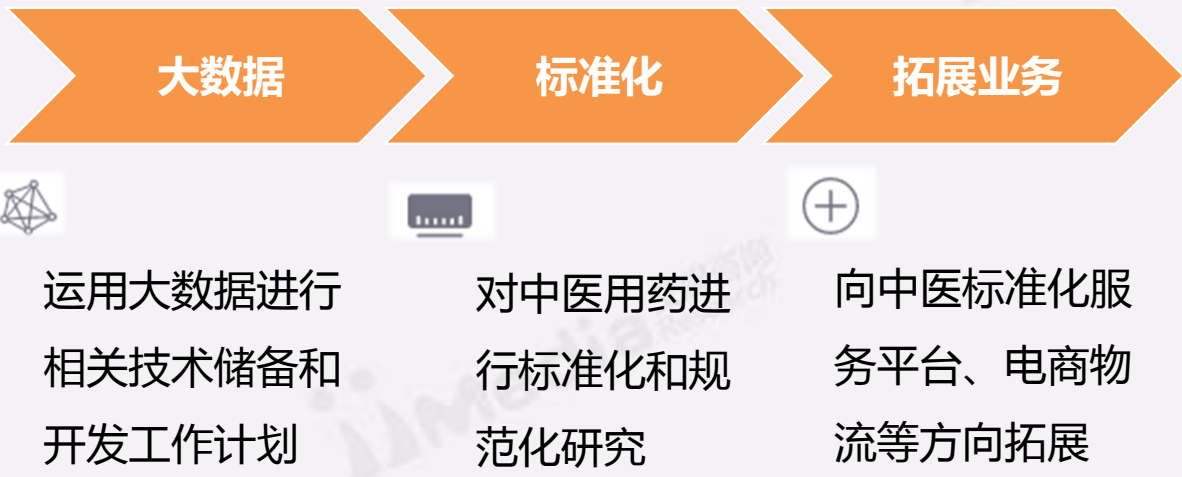 大数据
标准化
拓展业务
运用大数据进行
相关技术储备和
开发工作计划
对中医用药进
行标准化和规
范化研究
向中医标准化服
务平台、电商物
流等方向拓展